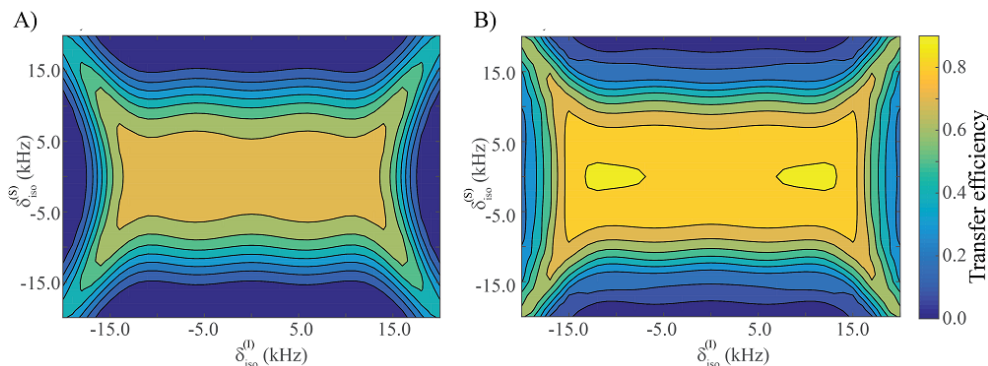 A)
B)
15.0
5.0
-5.0
-15.0
δ(S)iso (kHz)
-15.0 -5.0 5.0 15.0
δ(I)iso (kHz)
15.0
5.0
-5.0
-15.0
δ(S)iso (kHz)
-15.0 -5.0 5.0 15.0
δ(I)iso (kHz)
0.8
0.6
0.4
0.2
0.0
Transfer efficiency